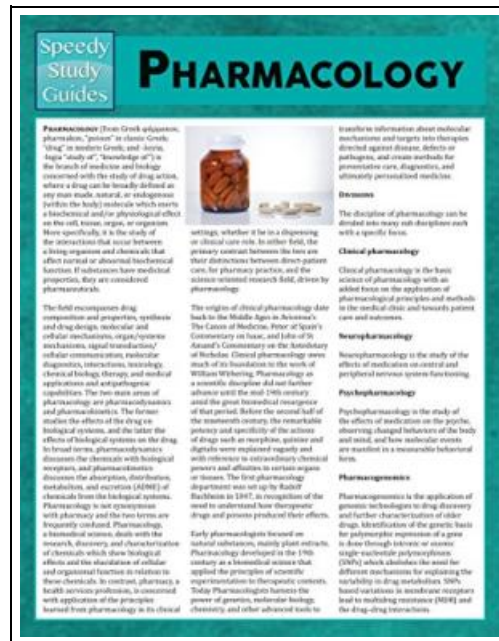 Speedy
Study
Guides
PHARMACOLOGY
PHARMACOLOGY (from Greek φάρμακον,
pharmakon, "poison" in classic Greek;
"drug" in modern Greek; and -λογία,
-logia "study of", "knowledge of") is
the branch of medicine and biology
concerned with the study of drug action,
where a drug can be broadly defined as
any man-made, natural, or endogenous
(within the body) molecule which exerts
a biochemical and/or physiological effect
on the cell, tissue, organ, or organism.
More specifically, it is the study of
the interactions that occur between
a living organism and chemicals that
affect normal or abnormal biochemical
function. If substances have medicinal
properties, they are considered
pharmaceuticals.
The field encompasses drug
composition and properties, synthesis
and drug design, molecular and
cellular mechanisms, organ/systems
mechanisms, signal transduction/
cellular communication, molecular
diagnostics, interactions, toxicology,
chemical biology, therapy, and medical
applications and antipathogenic
capabilities. The two main areas of
pharmacology are pharmacodynamics
and pharmacokinetics. The former
studies the effects of the drug on
biological systems, and the latter the
effects of biological systems on the drug.
In broad terms, pharmacodynamics
discusses the chemicals with biological
receptors, and pharmacokinetics
discusses the absorption, distribution,
metabolism, and excretion (ADME) of
chemicals from the biological systems.
Pharmacology is not synonymous
with pharmacy and the two terms are
frequently confused. Pharmacology,
a biomedical science, deals with the
research, discovery, and characterization
of chemicals which show biological
effects and the elucidation of cellular
and organismal function in relation to
these chemicals. In contrast, pharmacy, a
health services profession, is concerned
with application of the principles
learned from pharmacology in its clinical
settings; whether it be in a dispensing
or clinical care role. In either field, the
primary contrast between the two are
their distinctions between direct-patient
care, for pharmacy practice, and the
science-oriented research field, driven by
pharmacology.
The origins of clinical pharmacology date
back to the Middle Ages in Avicenna's
The Canon of Medicine, Peter of Spain's
Commentary on Isaac, and John of St
Amand's Commentary on the Antedotary
of Nicholas. Clinical pharmacology owes
much of its foundation to the work of
William Withering. Pharmacology as
a scientific discipline did not further
advance until the mid-19th century
amid the great biomedical resurgence
of that period. Before the second half of
the nineteenth century, the remarkable
potency and specificity of the actions
of drugs such as morphine, quinine and
digitalis were explained vaguely and
with reference to extraordinary chemical
powers and affinities to certain organs
or tissues. The first pharmacology
department was set up by Rudolf
Buchheim in 1847, in recognition of the
need to understand how therapeutic
drugs and poisons produced their effects.
Early pharmacologists focused on
natural substances, mainly plant extracts.
Pharmacology developed in the 19th
century as a biomedical science that
applied the principles of scientific
experimentation to therapeutic contexts.
Today Pharmacologists harness the
power of genetics, molecular biology,
chemistry, and other advanced tools to
transform information about molecular
mechanisms and targets into therapies
directed against disease, defects or
pathogens, and create methods for
preventative care, diagnostics, and
ultimately personalized medicine.
DIVISIONS
The discipline of pharmacology can be
divided into many sub disciplines each
with a specific focus.
Clinical pharmacology
Clinical pharmacology is the basic
science of pharmacology with an
added focus on the application of
pharmacological principles and methods
in the medical clinic and towards patient
care and outcomes.
Neuropharmacology
Neuropharmacology is the study of the
effects of medication on central and
peripheral nervous system functioning.
Psychopharmacology
Psychopharmacology is the study of
the effects of medication on the psyche,
observing changed behaviors of the body
and mind, and how molecular events
are manifest in a measurable behavioral
form.
Pharmacogenomics
Pharmacogenomics is the application of
genomic technologies to drug discovery
and further characterization of older
drugs. Identification of the genetic basis
for polymorphic expression of a gene
is done through intronic or exomic
single-nucleotide polymorphisms
(SNPs) which abolishes the need for
different mechanisms for explaining the
variability in drug metabolism. SNPs
based variations in membrane receptors
lead to multidrug resistance (MDR) and
the drug–drug interactions.